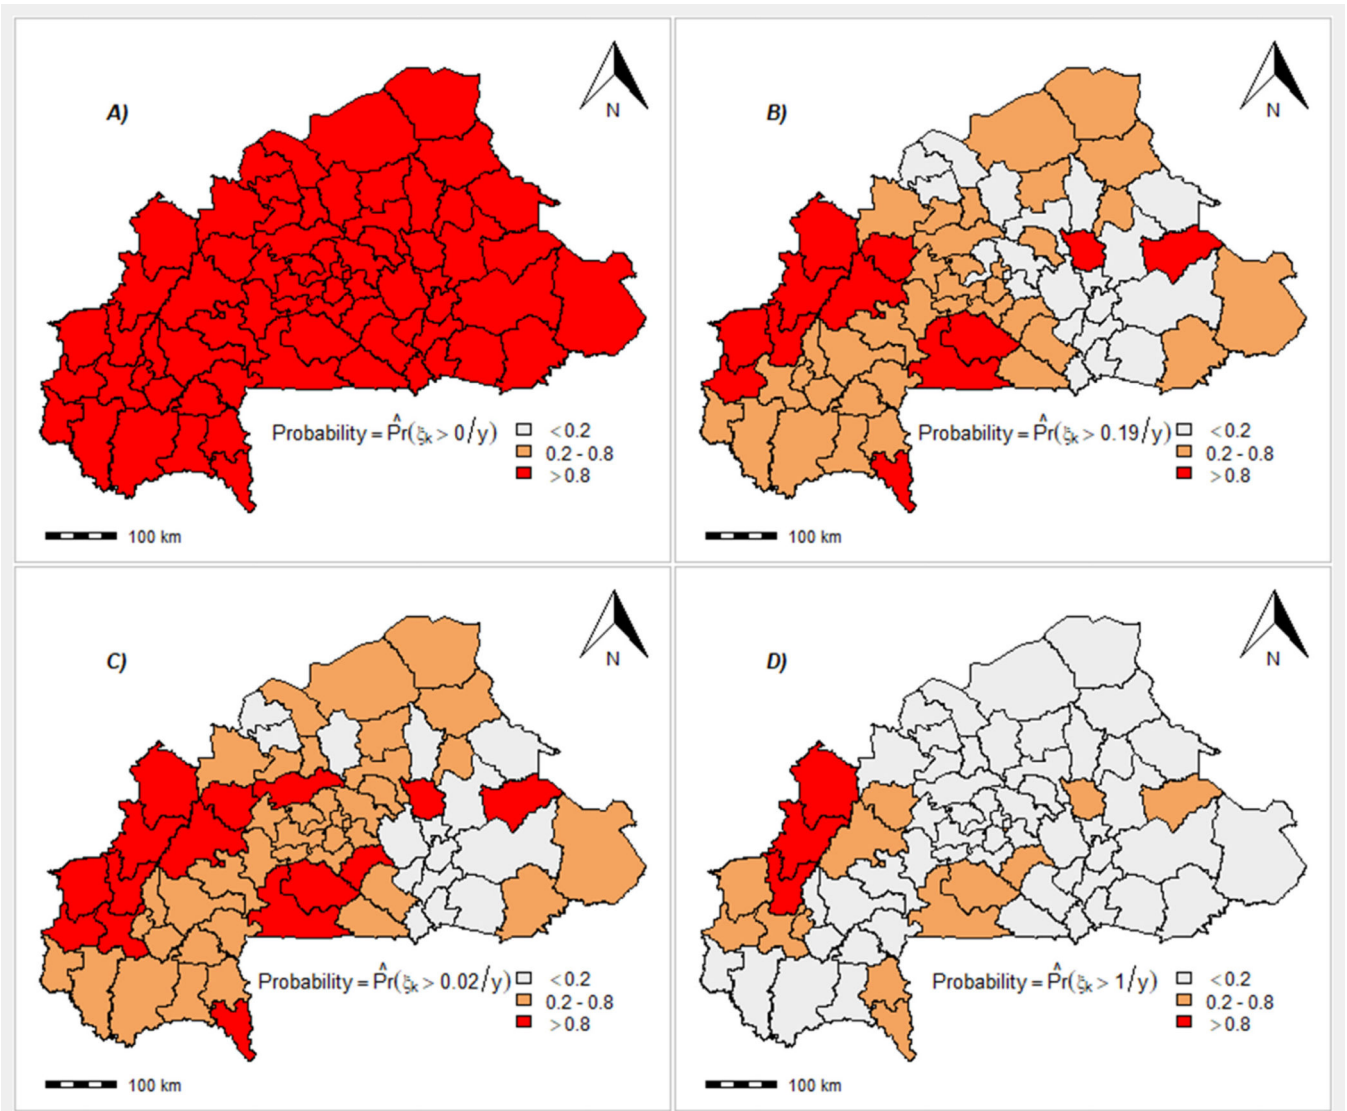 A)
N
Probability = P̂r(ξₖ > 0/y)
< 0.2
0.2 - 0.8
> 0.8
100 km
B)
N
Probability = P̂r(ξₖ > 0.19/y)
< 0.2
0.2 - 0.8
> 0.8
100 km
C)
N
Probability = P̂r(ξₖ > 0.02/y)
< 0.2
0.2 - 0.8
> 0.8
100 km
D)
N
Probability = P̂r(ξₖ > 1/y)
< 0.2
0.2 - 0.8
> 0.8
100 km